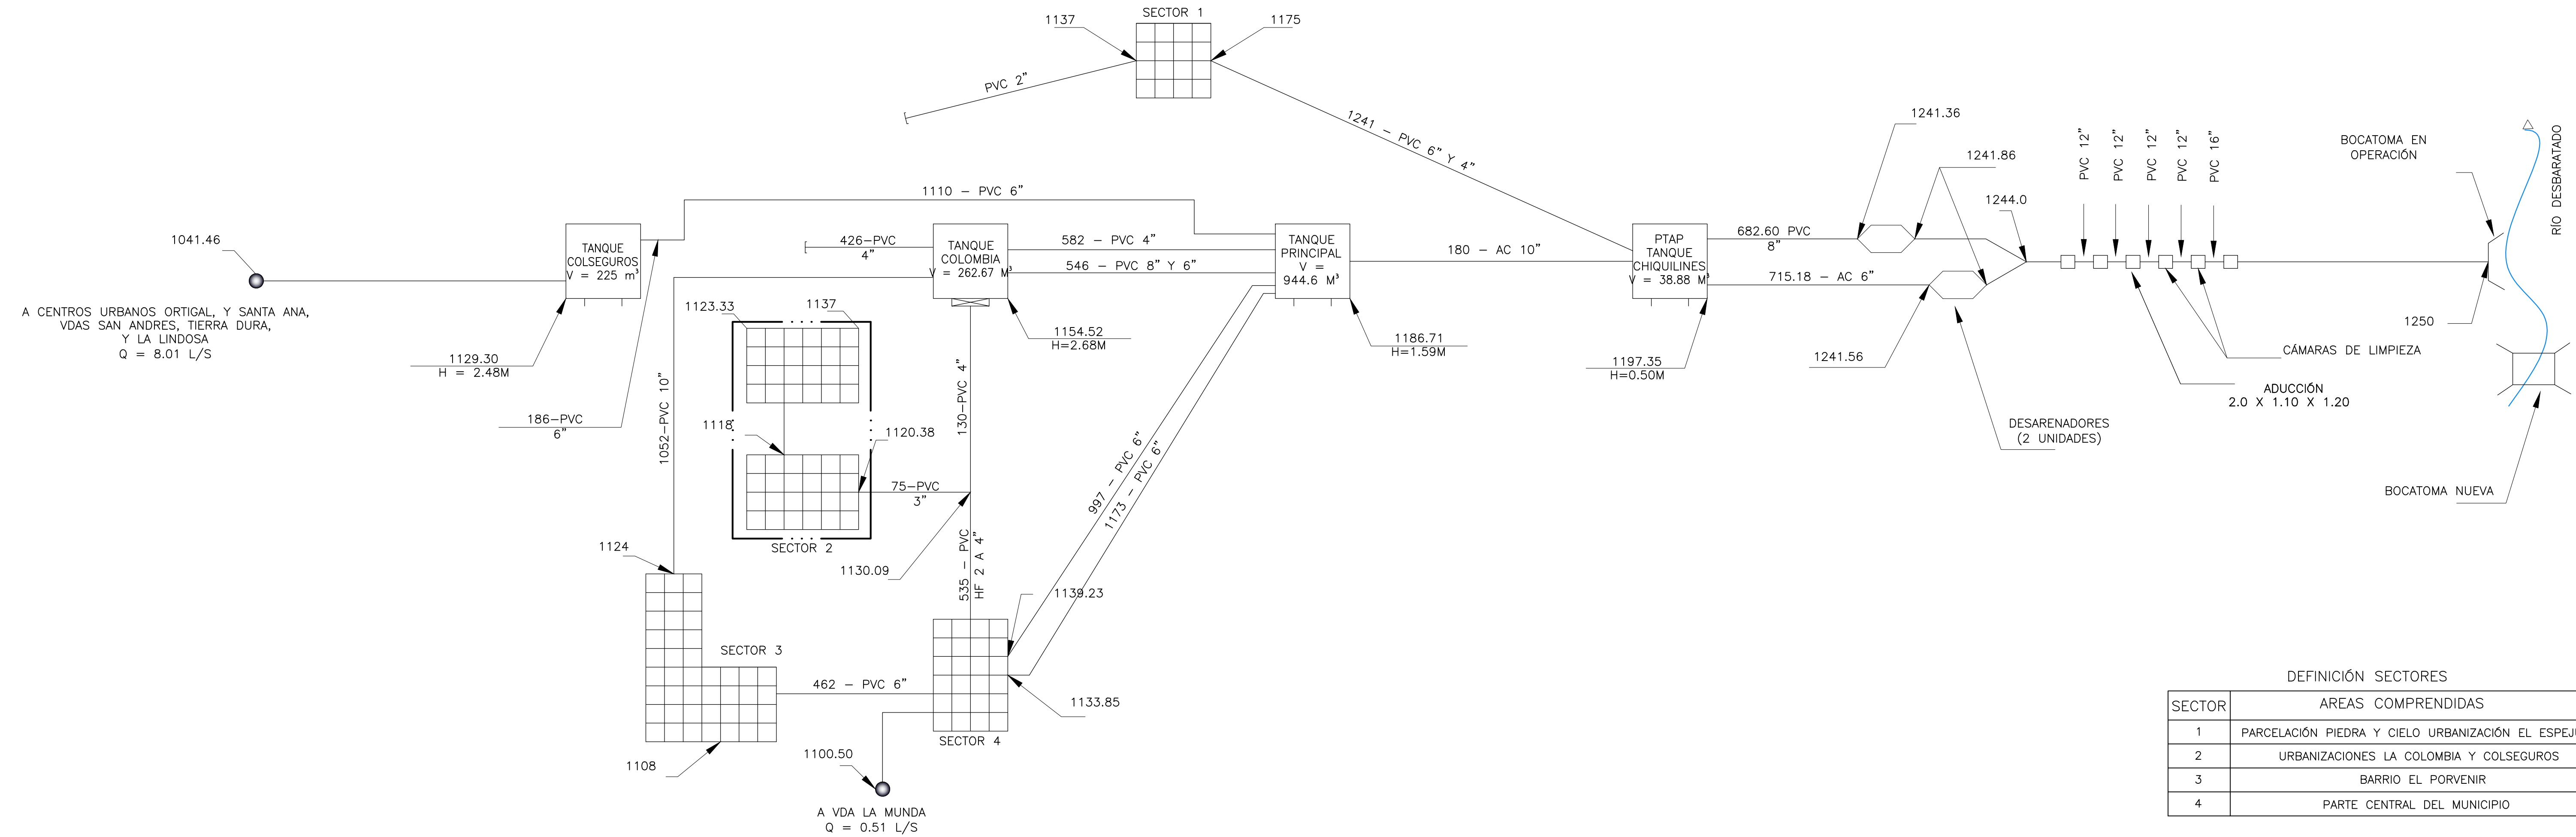 SECTOR 1
1137
1175
PVC 2"
1241 - PVC 6" Y 4"
1241.36
1241.86
1244.0
PVC 12"
PVC 12"
PVC 12"
PVC 12"
PVC 16"
BOCATOMA EN
OPERACIÓN
RÍO DESBARATADO
1110 - PVC 6"
1041.46
TANQUE
COLSEGUROS
V = 225 m³
426-PVC
4"
TANQUE
COLOMBIA
V = 262.67 M³
582 - PVC 4"
546 - PVC 8" Y 6"
TANQUE
PRINCIPAL
V =
944.6 M³
180 - AC 10"
PTAP
TANQUE
CHIQUILINES
V = 38.88 M³
682.60 PVC
8"
715.18 - AC 6"
A CENTROS URBANOS ORTIGAL, Y SANTA ANA,
VDAS SAN ANDRES, TIERRA DURA,
Y LA LINDOSA
Q = 8.01 L/S
1129.30
H = 2.48M
186-PVC
6"
1052-PVC 10"
1123.33
1137
1118
1120.38
75-PVC
3"
SECTOR 2
130-PVC 4"
1154.52
H=2.68M
1186.71
H=1.59M
1197.35
H=0.50M
1241.56
1250
CÁMARAS DE LIMPIEZA
ADUCCIÓN
2.0 X 1.10 X 1.20
DESARENADORES
(2 UNIDADES)
BOCATOMA NUEVA
997 - PVC 6"
1173 - PVC 6"
1124
1130.09
535 - PVC
HF 2 A 4"
1139.23
SECTOR 3
462 - PVC 6"
1133.85
SECTOR 4
1108
1100.50
A VDA LA MUNDA
Q = 0.51 L/S
DEFINICIÓN SECTORES
SECTOR AREAS COMPRENDIDAS
1 PARCELACIÓN PIEDRA Y CIELO URBANIZACIÓN EL
2 URBANIZACIONES LA COLOMBIA Y COLSEGUROS
3 BARRIO EL PORVENIR
4 PARTE CENTRAL DEL MUNICIPIO